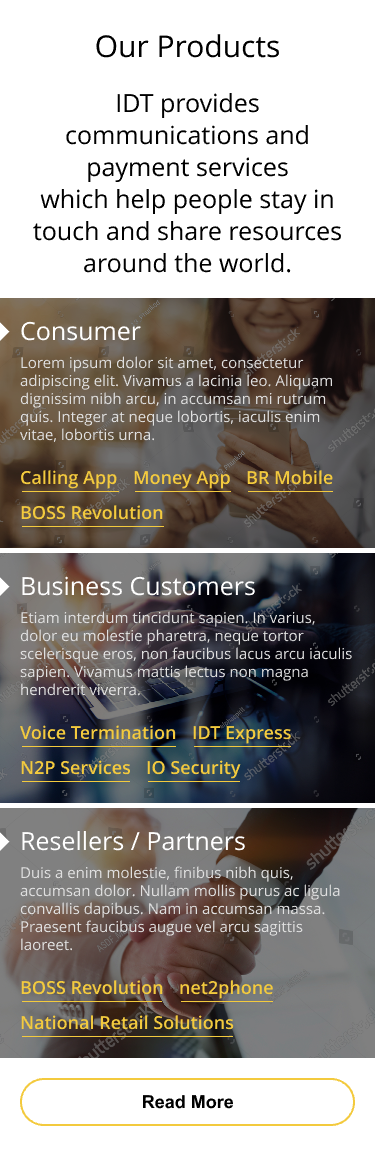 Our Products
IDT provides
communications and
payment services
which help people stay in
touch and share resources
around the world.
Consumer
Lorem ipsum dolor sit amet, consectetur
adipiscing elit. Vivamus a lacinia leo. Aliquam
dignissim nibh arcu, in accumsan mi rutrum
quis. Integer at neque lobortis, iaculis enim
vitae, lobortis urna.
Calling App Money App BR Mobile
BOSS Revolution
Business Customers
Etiam interdum tincidunt sapien. In varius,
dolor eu molestie pharetra, neque tortor
scelerisque eros, non faucibus lacus arcu iaculis
sapien. Vivamus mattis lectus non magna
hendrerit viverra.
Voice Termination IDT Express
N2P Services IO Security
Resellers / Partners
Duis a enim molestie, finibus nibh quis,
accumsan dolor. Nullam mollis purus ac ligula
convallis dapibus. Nam in accumsan massa.
Praesent faucibus augue vel arcu sagittis
laoreet.
BOSS Revolution net2phone
National Retail Solutions
Read More